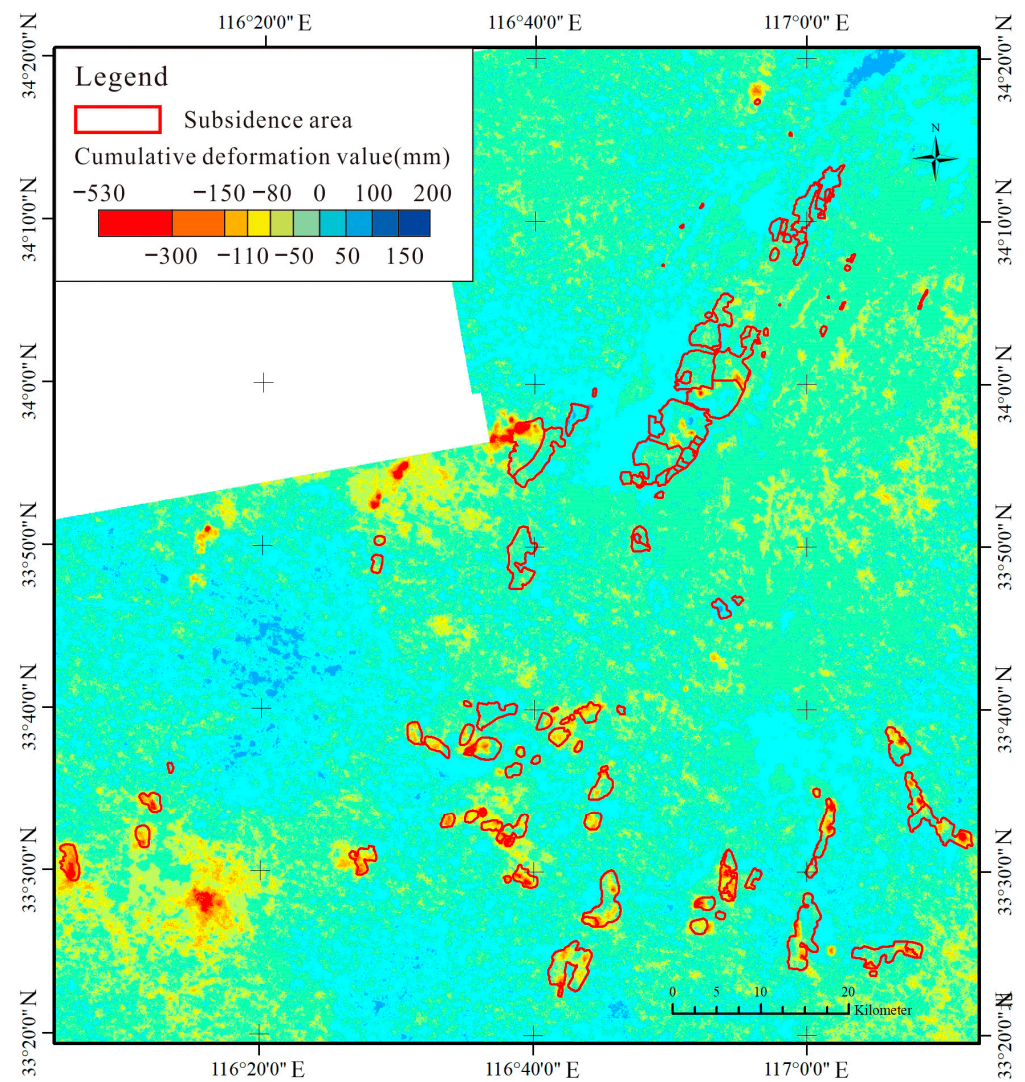 116°20'0" E 116°40'0" E 117°0'0" E
34°20'0" N 34°20'0" N
Legend
Subsidence area
Cumulative deformation value(mm)
−530 −150 −80 0 100 200
−300 −110 −50 50 150
N
34°10'0" N 34°10'0" N
34°0'0" N 34°0'0" N
33°50'0" N 33°50'0" N
33°40'0" N 33°40'0" N
33°30'0" N 33°30'0" N
0 5 10 20
Kilometer
33°20'0" N 33°20'0" N
116°20'0" E 116°40'0" E 117°0'0" E